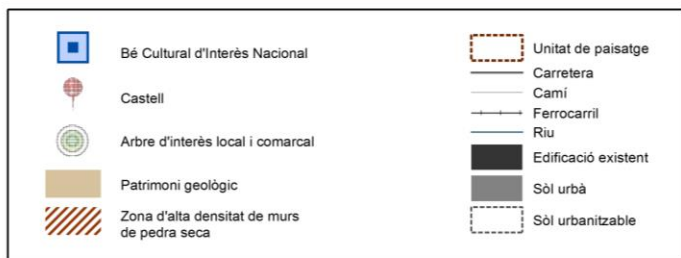 Bé Cultural d'Interès Nacional
Castell
Arbre d'interès local i comarcal
Patrimoni geològic
Zona d'alta densitat de murs
de pedra seca
Unitat de paisatge
Carretera
Camí
Ferrocarril
Riu
Edificació existent
Sòl urbà
Sòl urbanitzable